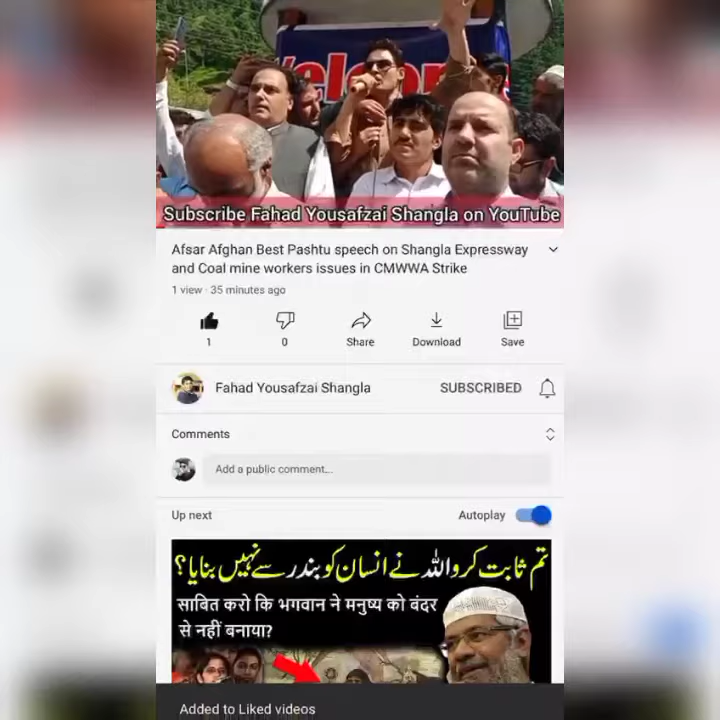 Welcom
Subscribe Fahad Yousafzai Shangla on YouTube
Afsar Afghan Best Pashtu speech on Shangla Expressway
and Coal mine workers issues in CMWWA Strike
1 view · 35 minutes ago
1
0
Share
Download
Save
Fahad Yousafzai Shangla
SUBSCRIBED
Comments
Add a public comment...
Up next
Autoplay
تم ثابت کرو اللہ نے انسان کو بندر سے نہیں بنایا؟
साबित करो कि भगवान ने मनुष्य को बंदर
से नहीं बनाया?
Added to Liked videos